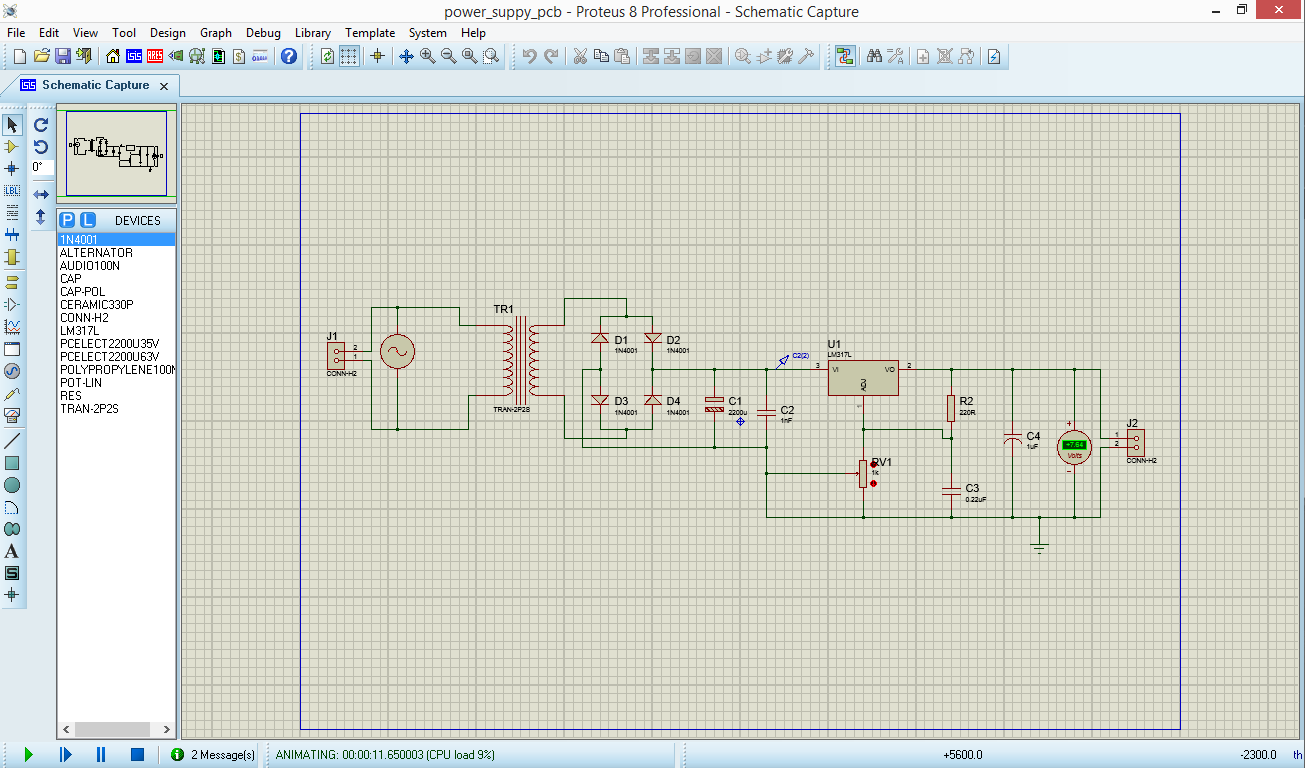 power_suppy_pcb - Proteus 8 Professional - Schematic Capture
File Edit View Tool Design Graph Debug Library Template System Help
Schematic Capture
0°
LBL
P L DEVICES
1N4001
ALTERNATOR
AUDIO100N
CAP
CAP-POL
CERAMIC330P
CONN-H2
LM317L
PCELECT2200U35V
PCELECT2200U63V
POLYPROPYLENE100N
POT-LIN
RES
TRAN-2P2S
A
S
J1
2
1
CONN-H2
TR1
TRAN-2P2S
D1
1N4001
D2
1N4001
D3
1N4001
D4
1N4001
C1
2200u
C2
1nF
C2(2)
U1
LM317L
3 VI VO 2
ADJ
1
R2
220R
RV1
1k
C3
0.22uF
C4
1uF
+
+7.84
Volts
-
J2
1
2
CONN-H2
2 Message(s)
ANIMATING: 00:00:11.650003 (CPU load 9%)
+5600.0
-2300.0
th